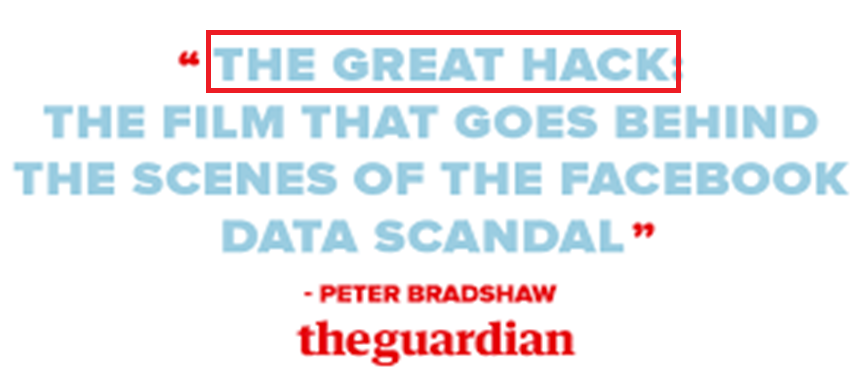 “ THE GREAT HACK:
THE FILM THAT GOES BEHIND
THE SCENES OF THE FACEBOOK
DATA SCANDAL ”
- PETER BRADSHAW
theguardian